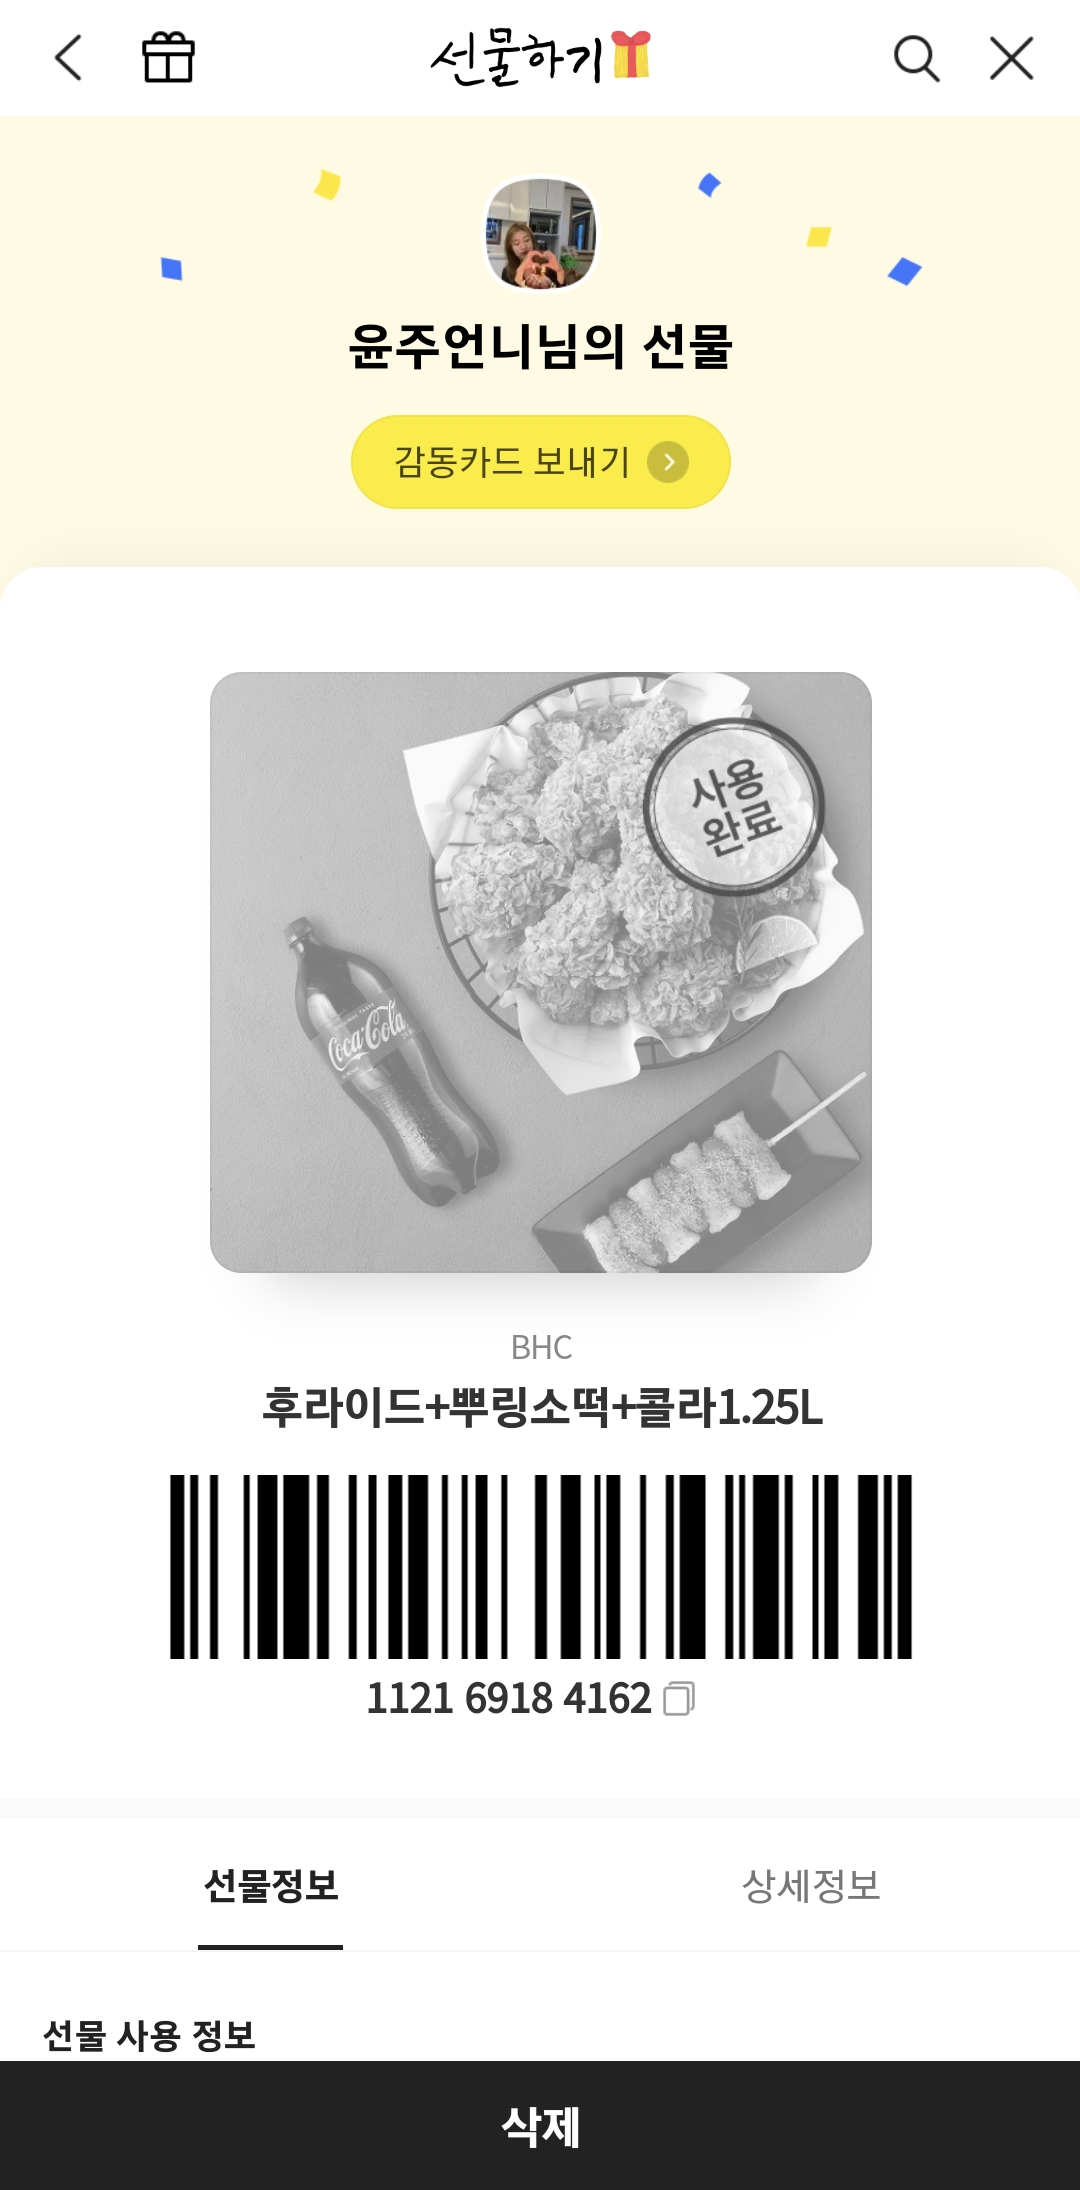 선물하기
윤주언니님의 선물
감동카드 보내기
사용
완료
Coca-Cola
BHC
후라이드+뿌링소떡+콜라1.25L
1121 6918 4162
선물정보
상세정보
선물 사용 정보
삭제